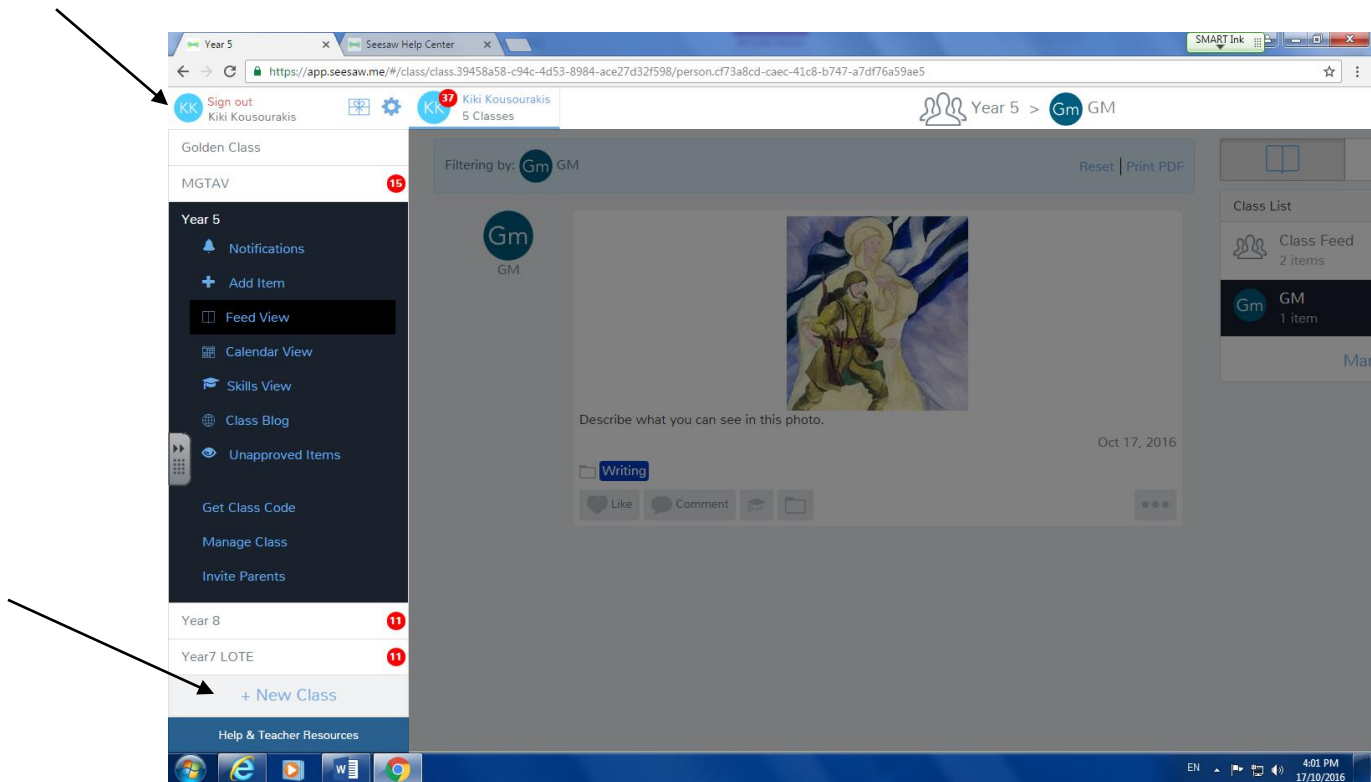 Year 5
Seesaw Help Center
SMART Ink
https://app.seesaw.me/#/class/class.39458a58-c94c-4d53-8984-ace27d32f598/person.cf73a8cd-caec-41c8-b747-a7df76a59ae5
KK
Sign out
Kiki Kousourakis
KK
37
Kiki Kousourakis
5 Classes
Year 5 > Gm GM
Golden Class
MGTAV 15
Year 5
Notifications
Add Item
Feed View
Calendar View
Skills View
Class Blog
Unapproved Items
Get Class Code
Manage Class
Invite Parents
Year 8 11
Year7 LOTE 11
+ New Class
Help & Teacher Resources
Filtering by: Gm GM
Reset | Print PDF
Gm
GM
Describe what you can see in this photo.
Oct 17, 2016
Writing
Like
Comment
Class List
Class Feed
2 items
Gm
GM
1 item
EN
4:01 PM
17/10/2016